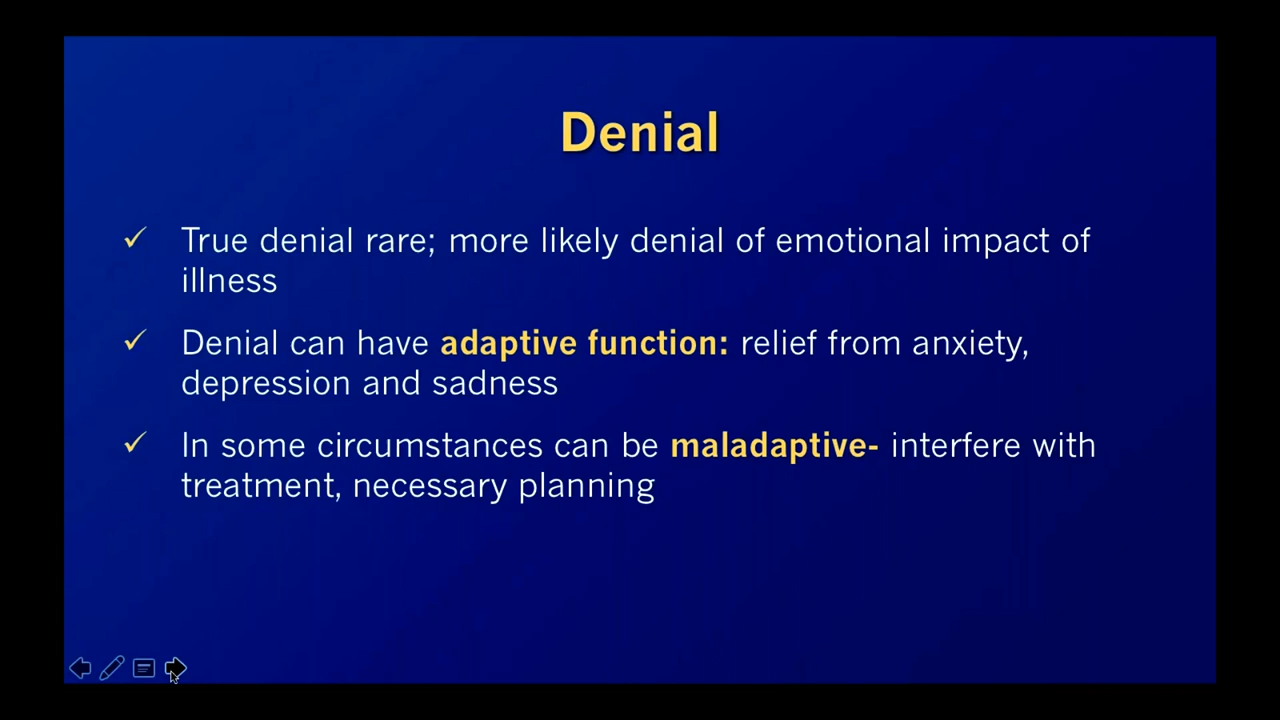 Denial
✓ True denial rare; more likely denial of emotional impact of
illness
✓ Denial can have adaptive function: relief from anxiety,
depression and sadness
✓ In some circumstances can be maladaptive- interfere with
treatment, necessary planning